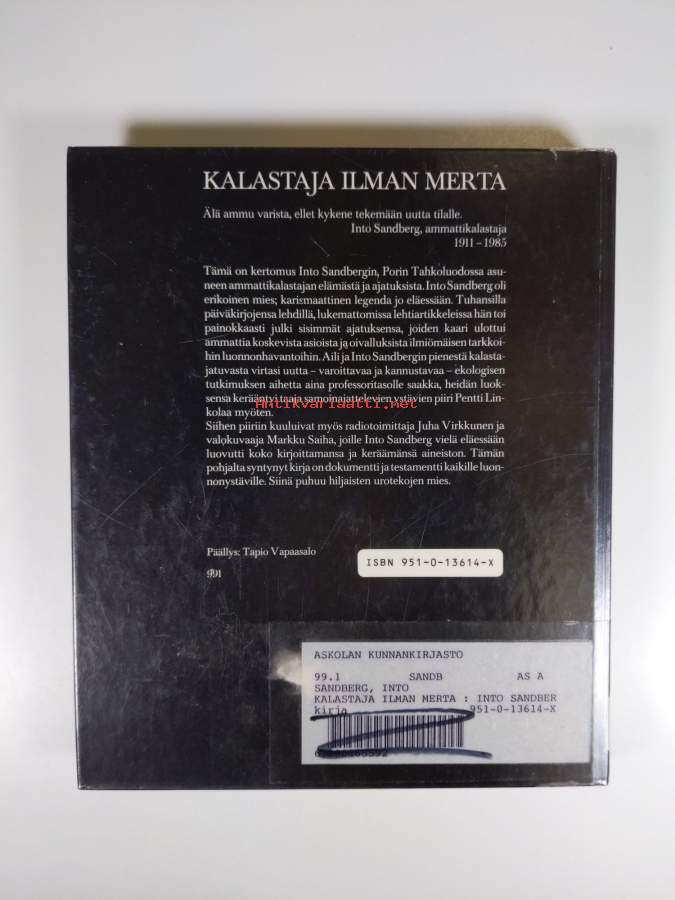 KALASTAJA ILMAN MERTA
Älä ammu varista, ellet kykene tekemään uutta tilalle.
Into Sandberg, ammattikalastaja
1911 – 1985
Tämä on kertomus Into Sandbergin, Porin Tahkoluodossa asu-
neen ammattikalastajan elämästä ja ajatuksista. Into Sandberg oli
erikoinen mies; karismaattinen legenda jo eläessään. Tuhansilla
päiväkirjojensa lehdillä, lukemattomissa lehtiartikkeleissa hän toi
painokkaasti julki sisimmät ajatuksensa, joiden kaari ulottui
ammattia koskevista asioista ja oivalluksista ilmiömäisen tarkkoi-
hin luonnonhavantoihin. Aili ja Into Sandbergin pienestä kalasta-
jatuvasta virtasi uutta – varoittavaa ja kannustavaa – ekologisen
tutkimuksen aihetta aina professoritasolle saakka, heidän luok-
sensa kerääntyi taaja samoinajattelevien ystävien piiri Pentti Lin-
kolaa myöten.
Antikvariaatti.net
Siihen piiriin kuuluivat myös radiotoimittaja Juha Virkkunen ja
valokuvaaja Markku Saiha, joille Into Sandberg vielä eläessään
luovutti koko kirjoittamansa ja keräämänsä aineiston. Tämän
pohjalta syntynyt kirja on dokumentti ja testamentti kaikille luon-
nonystäville. Siinä puhuu hiljaisten urotekojen mies.
Päällys: Tapio Vapaasalo
ISBN 951-0-13614-X
991
ASKOLAN KUNNANKIRJASTO
99.1 SANDB AS A
SANDBERG, INTO
KALASTAJA ILMAN MERTA : INTO SANDBER
kirja 951-0-13614-X